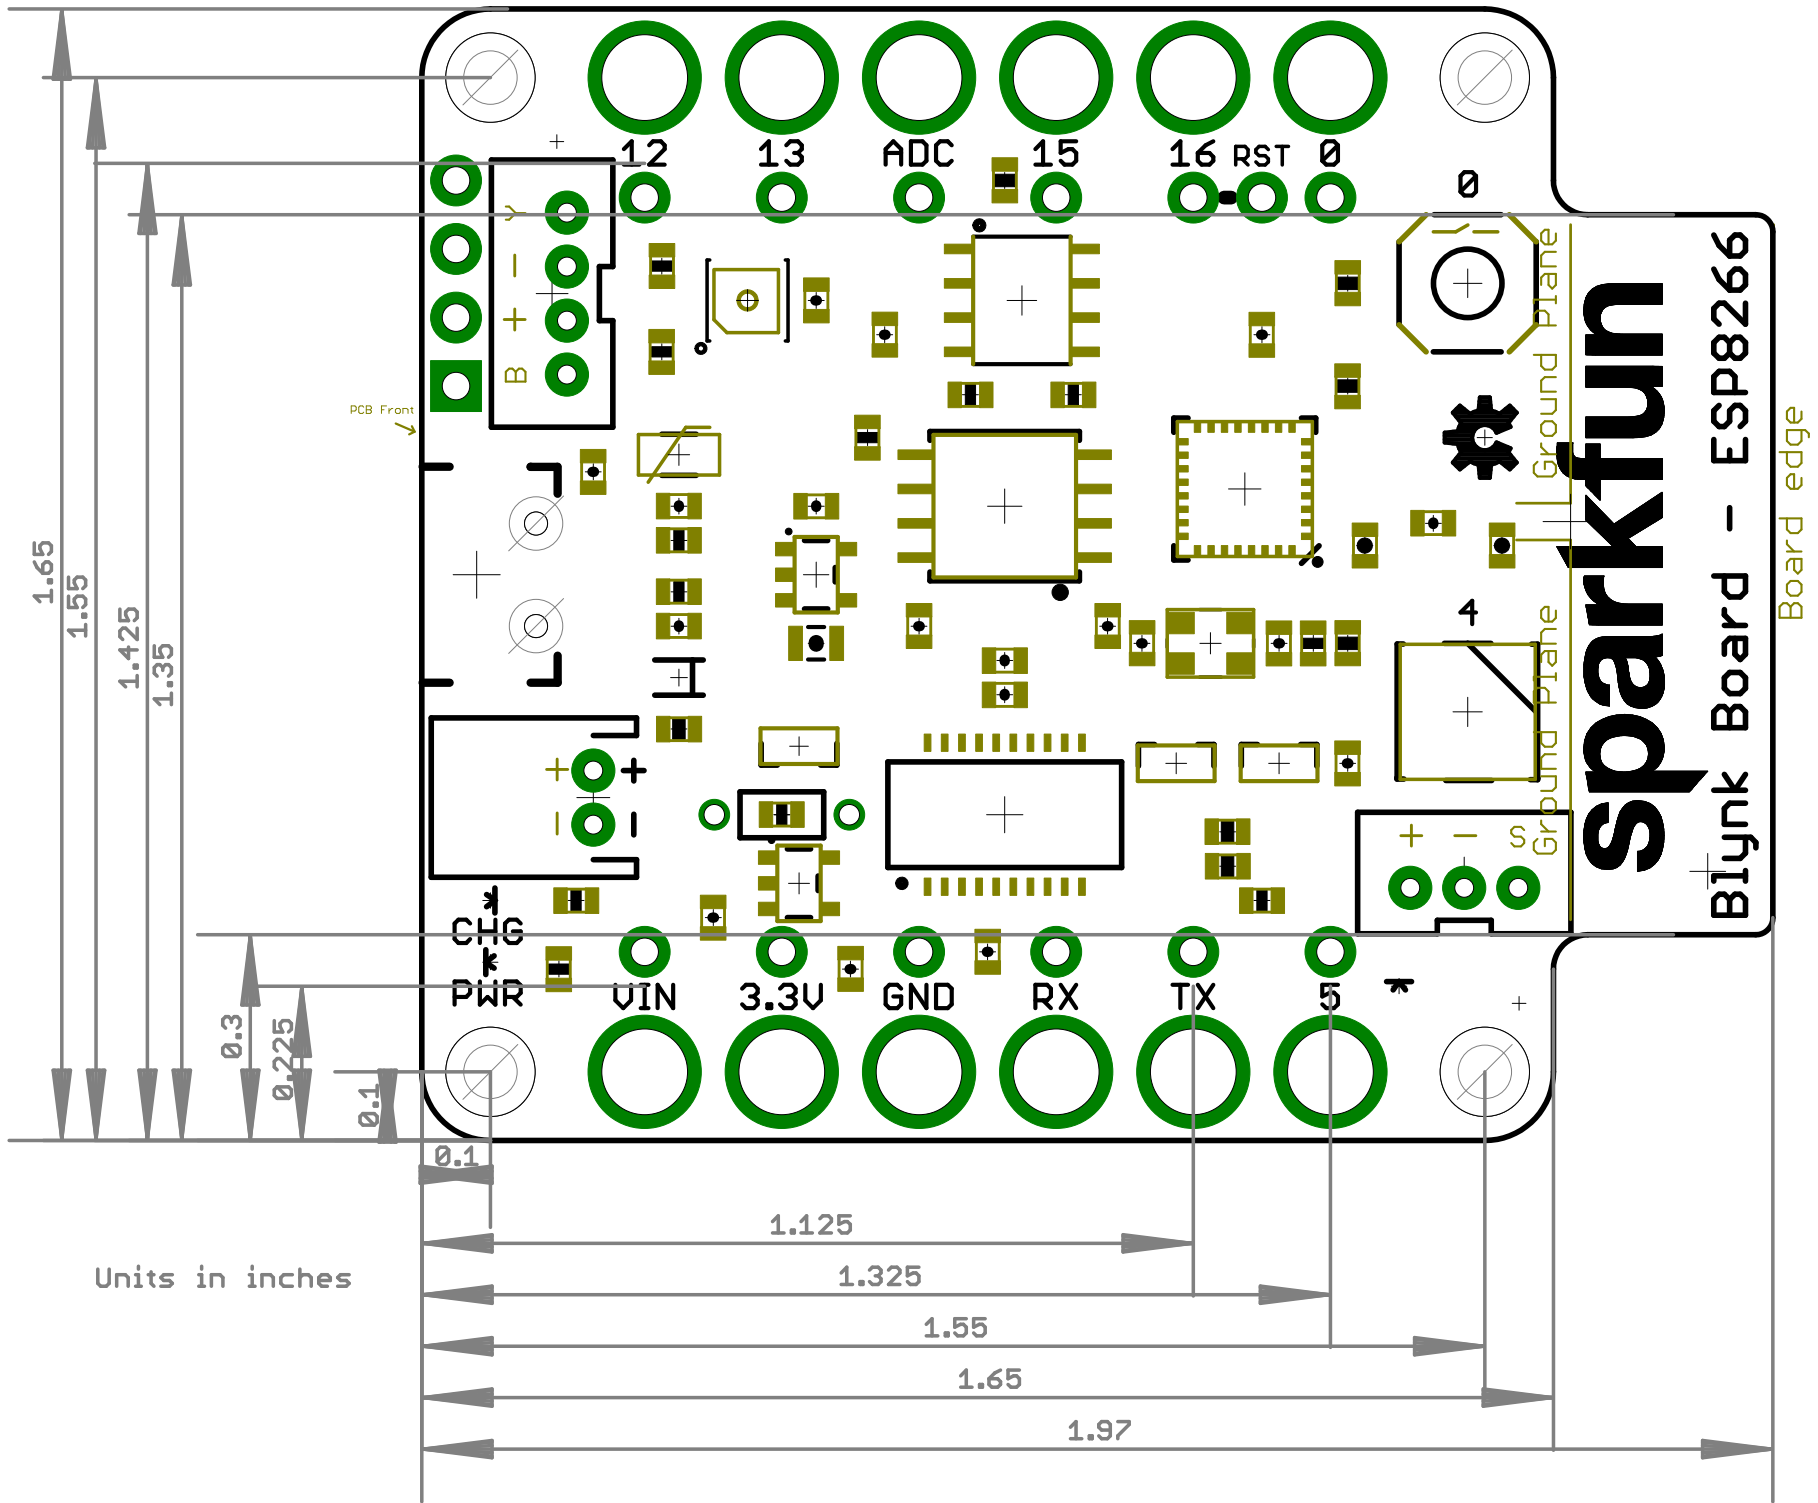 12 13 ADC 15 16 RST 0
0
Y
-
+
B
PCB Front
Ground Plane
Ground Plane
sparkfun
Blynk Board - ESP8266
Board edge
4
+ +
- -
+ - S
CHG
PWR
VIN 3.3V GND RX TX 5
1.65
1.55
1.425
1.35
0.3
0.225
0.1
0.1
1.125
1.325
1.55
1.65
1.97
Units in inches